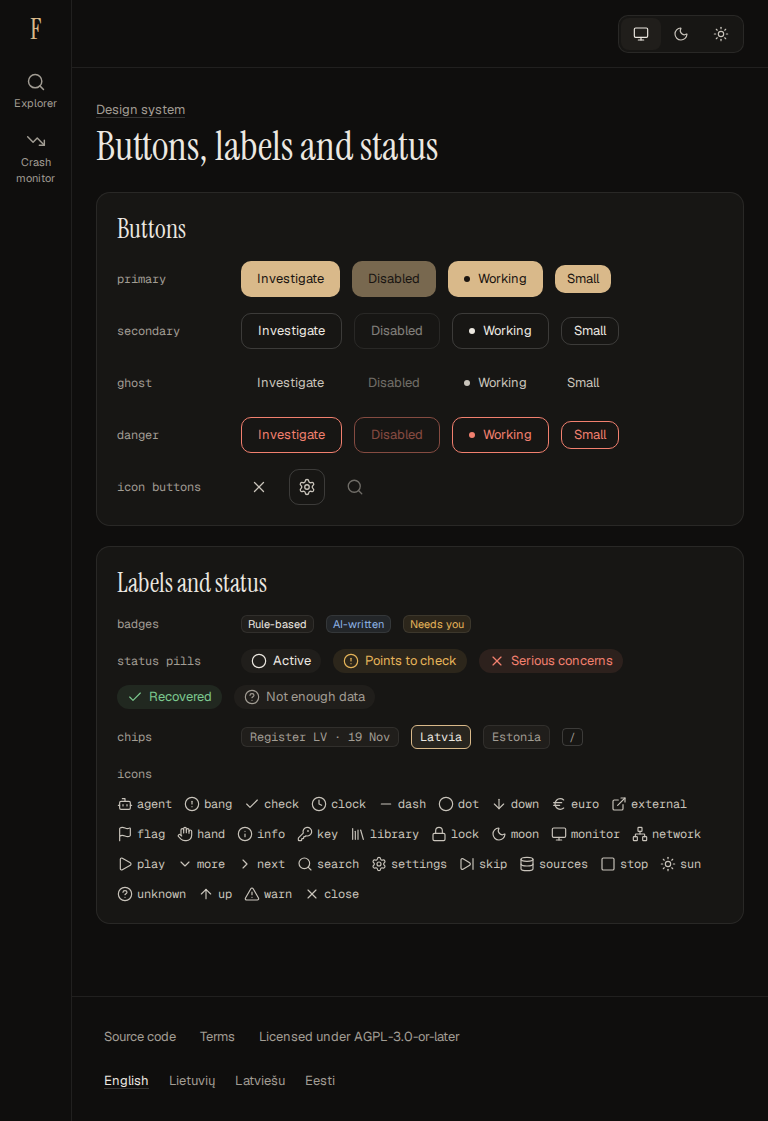 F
Explorer
Crash
monitor
Design system
Buttons, labels and status
Buttons
primary Investigate Disabled Working Small
secondary Investigate Disabled Working Small
ghost Investigate Disabled Working Small
danger Investigate Disabled Working Small
icon buttons
Labels and status
badges Rule-based AI-written Needs you
status pills Active Points to check Serious concerns
Recovered Not enough data
chips Register LV · 19 Nov Latvia Estonia /
icons
agent bang check clock dash dot down euro external
flag hand info key library lock moon monitor network
play more next search settings skip sources stop sun
unknown up warn close
Source code Terms Licensed under AGPL-3.0-or-later
English Lietuvių Latviešu Eesti